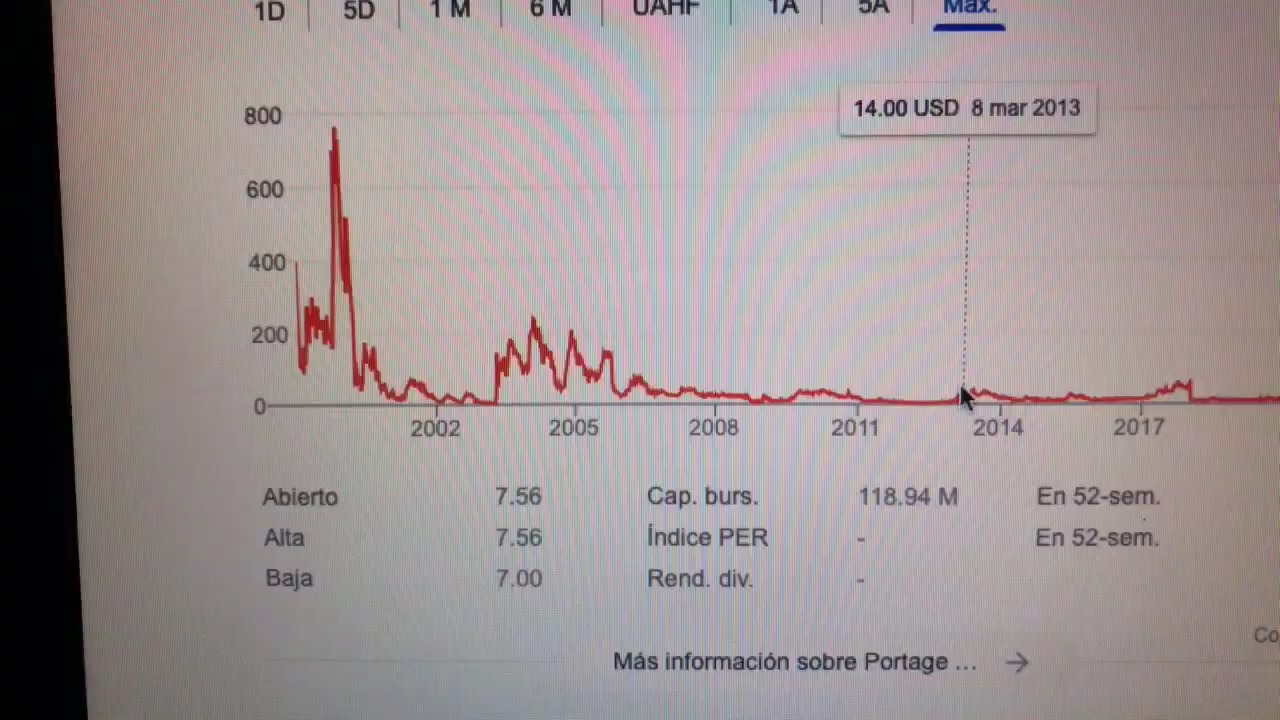 1D 5D 1 M 6 M UAHF 1A 5A Máx.
800
14.00 USD 8 mar 2013
600
400
200
0
2002 2005 2008 2011 2014 2017
Abierto 7.56 Cap. burs. 118.94 M En 52-sem.
Alta 7.56 Índice PER - En 52-sem.
Baja 7.00 Rend. div. -
Co
Más información sobre Portage ...